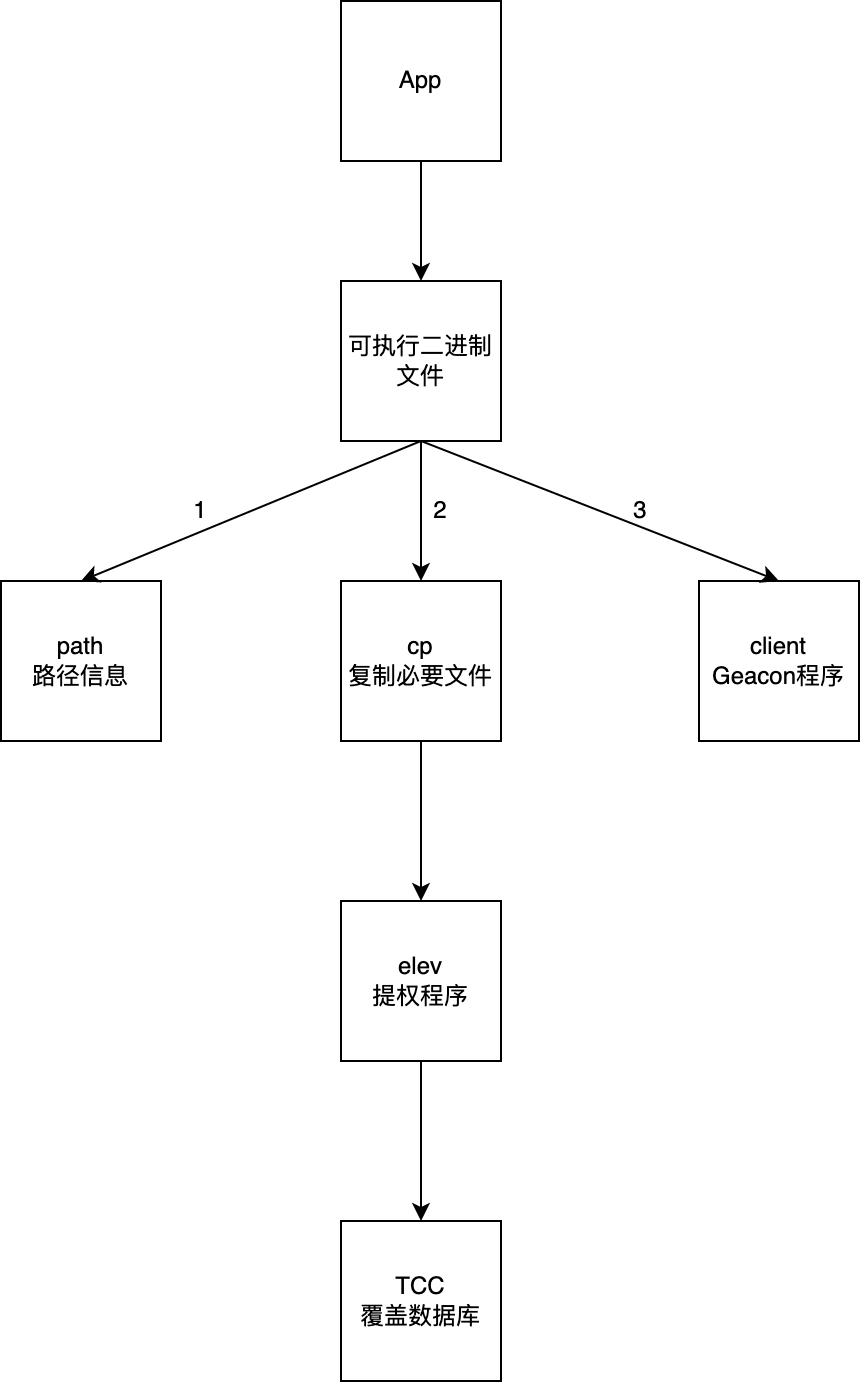 App
可执行二进制
文件
1
2
3
path
路径信息
cp
复制必要文件
client
Geacon程序
elev
提权程序
TCC
覆盖数据库